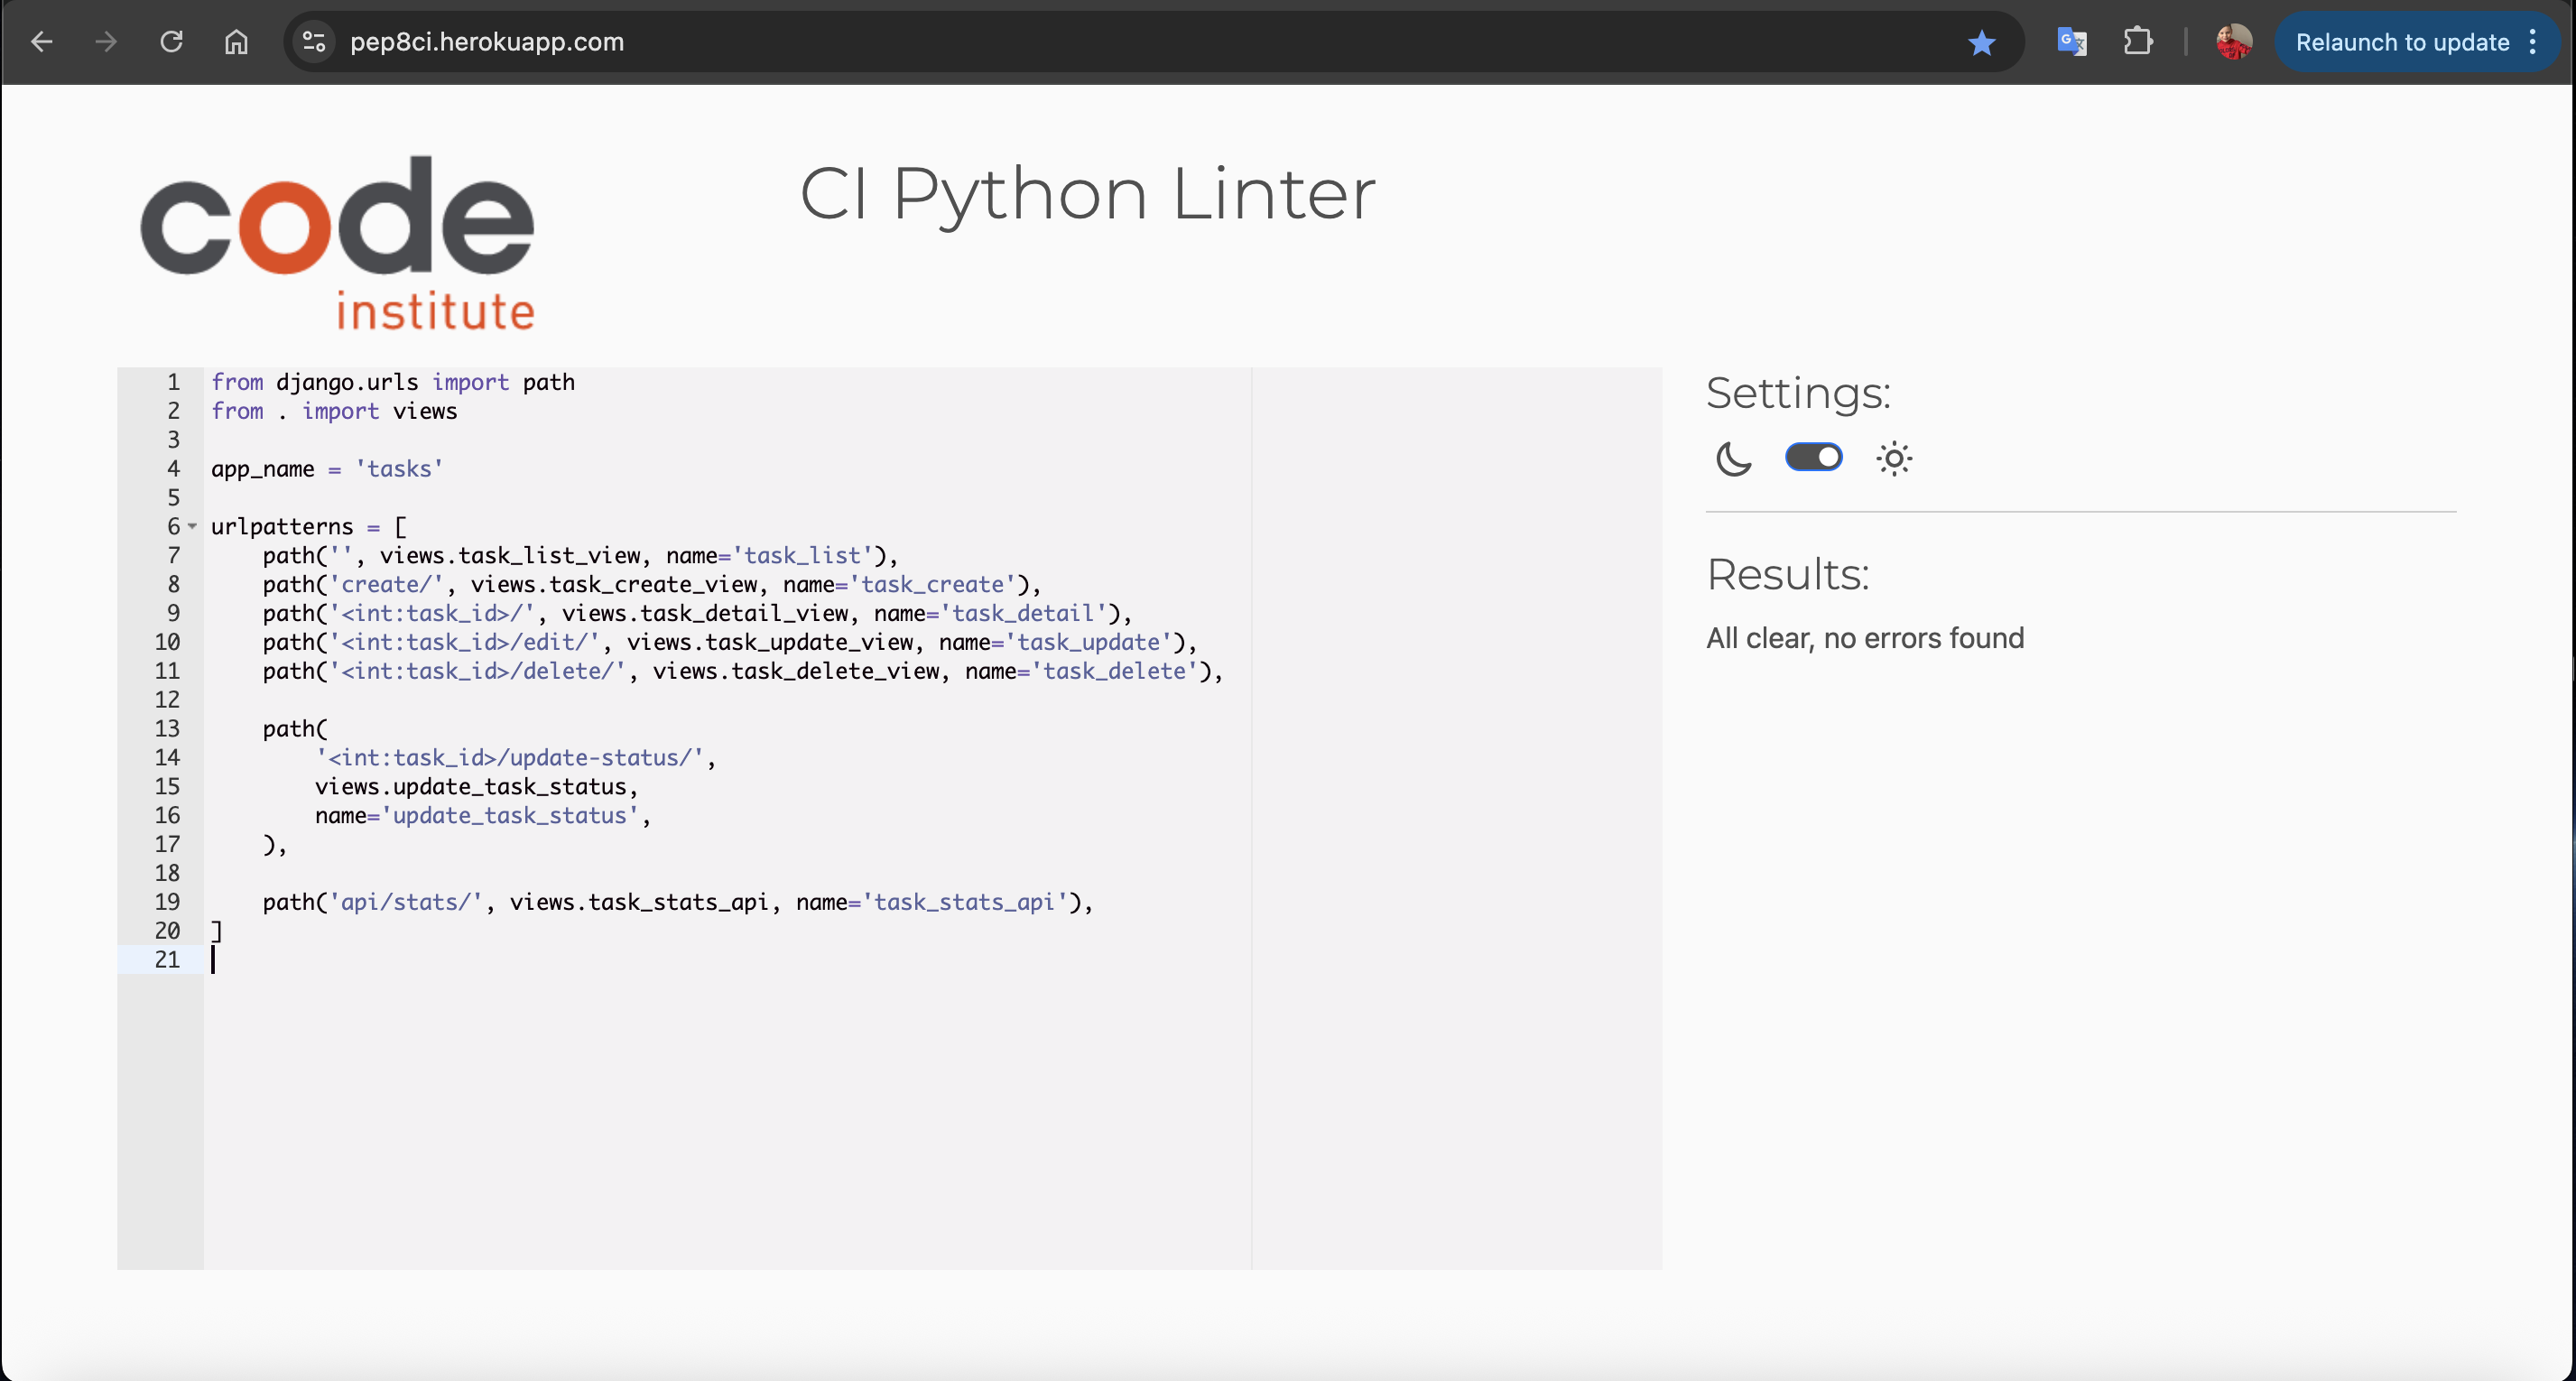 pep8ci.herokuapp.com
Relaunch to update
code
institute
CI Python Linter
1 from django.urls import path
2 from . import views
3
4 app_name = 'tasks'
5
6 urlpatterns = [
7     path('', views.task_list_view, name='task_list'),
8     path('create/', views.task_create_view, name='task_create'),
9     path('<int:task_id>/', views.task_detail_view, name='task_detail'),
10     path('<int:task_id>/edit/', views.task_update_view, name='task_update'),
11     path('<int:task_id>/delete/', views.task_delete_view, name='task_delete'),
12
13     path(
14         '<int:task_id>/update-status/',
15         views.update_task_status,
16         name='update_task_status',
17     ),
18
19     path('api/stats/', views.task_stats_api, name='task_stats_api'),
20 ]
21
Settings:
Results:
All clear, no errors found